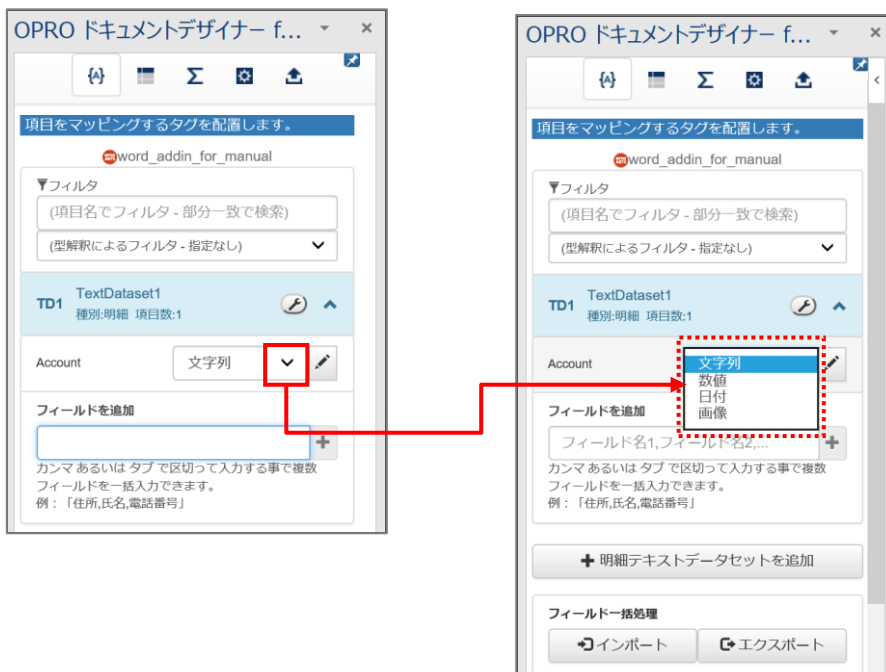 OPRO ドキュメントデザイナー f...
{A}
Σ
項目をマッピングするタグを配置します。
word_addin_for_manual
フィルタ
(項目名でフィルタ - 部分一致で検索)
(型解釈によるフィルタ - 指定なし)
TD1
TextDataset1
種別:明細 項目数:1
Account
文字列
フィールドを追加
カンマ あるいは タブ で区切って入力する事で複数
フィールドを一括入力できます。
例：「住所,氏名,電話番号」
OPRO ドキュメントデザイナー f...
{A}
Σ
項目をマッピングするタグを配置します。
word_addin_for_manual
フィルタ
(項目名でフィルタ - 部分一致で検索)
(型解釈によるフィルタ - 指定なし)
TD1
TextDataset1
種別:明細 項目数:1
Account
文字列
数値
日付
画像
フィールドを追加
フィールド名1,フィールド名2,...
カンマ あるいは タブ で区切って入力する事で複数
フィールドを一括入力できます。
例：「住所,氏名,電話番号」
明細テキストデータセットを追加
フィールド一括処理
インポート
エクスポート